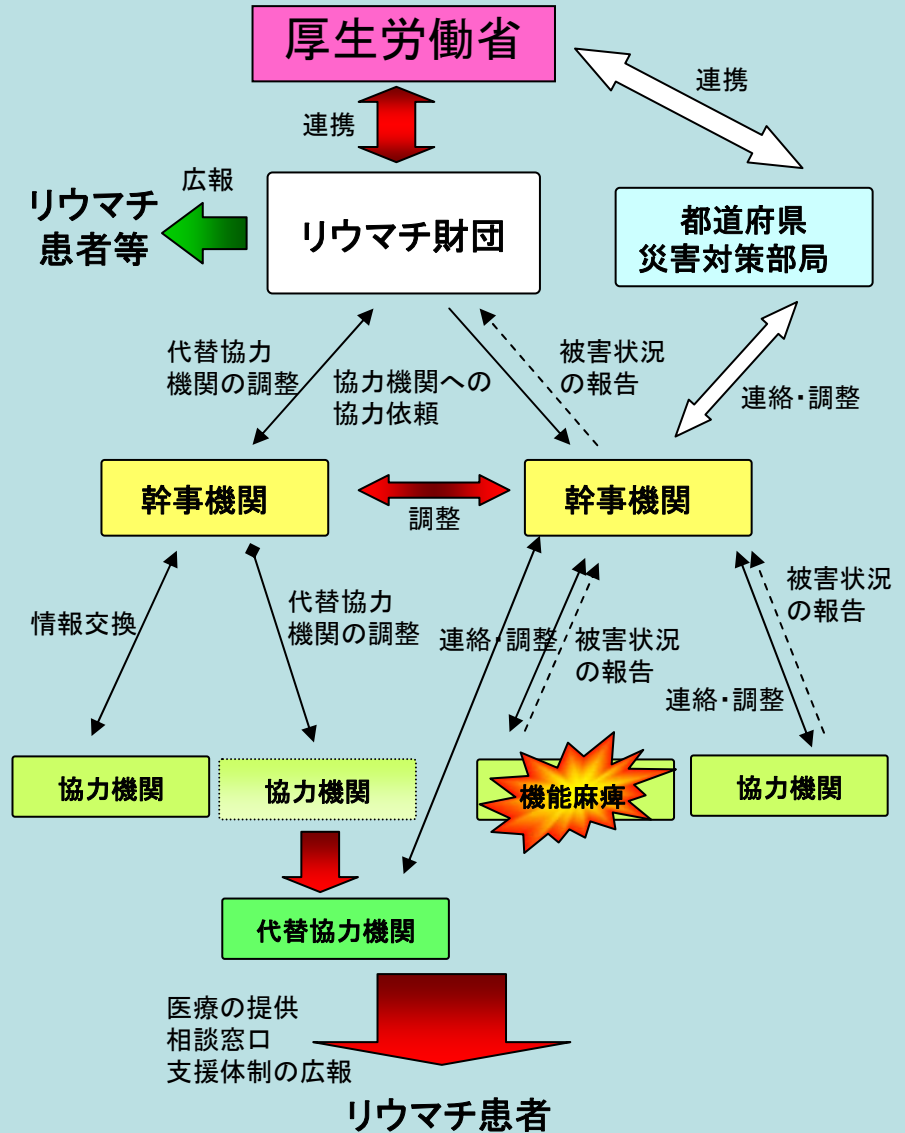 厚生労働省
連携
連携
広報
リウマチ
患者等
リウマチ財団
都道府県
災害対策部局
代替協力
機関の調整
協力機関への
協力依頼
被害状況
の報告
連絡・調整
幹事機関
調整
幹事機関
情報交換
代替協力
機関の調整
連絡・調整
被害状況
の報告
被害状況
の報告
連絡・調整
協力機関
協力機関
機能麻痺
協力機関
代替協力機関
医療の提供
相談窓口
支援体制の広報
リウマチ患者